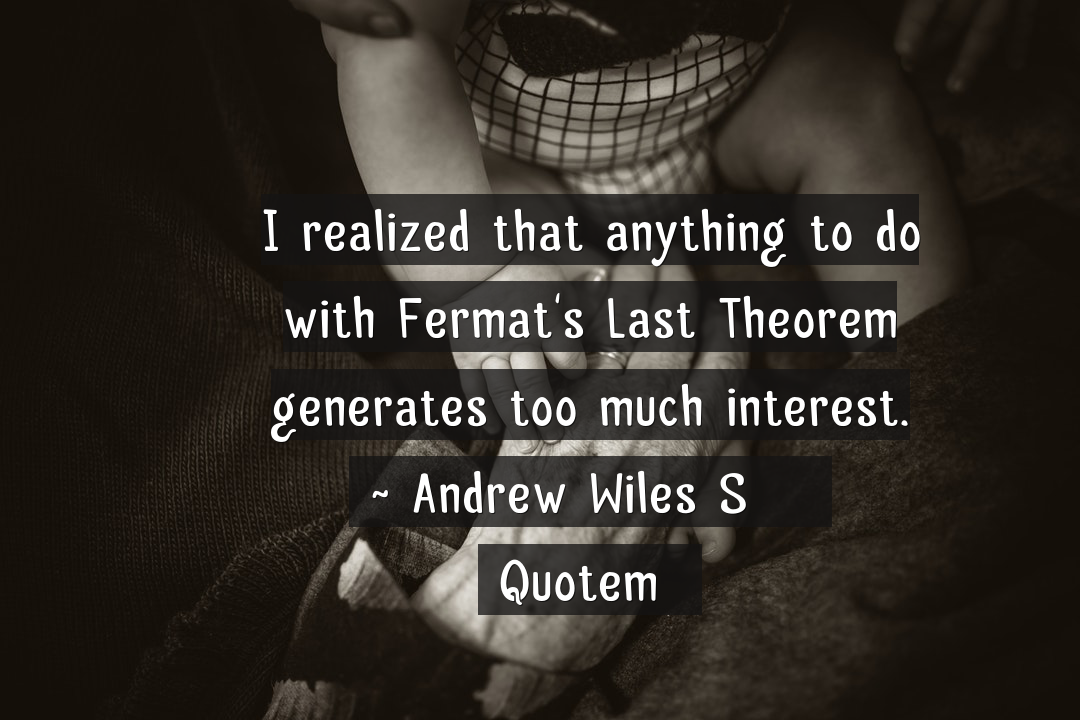 I realized that anything to do
with Fermat's Last Theorem
generates too much interest.
~ Andrew Wiles S
Quotem